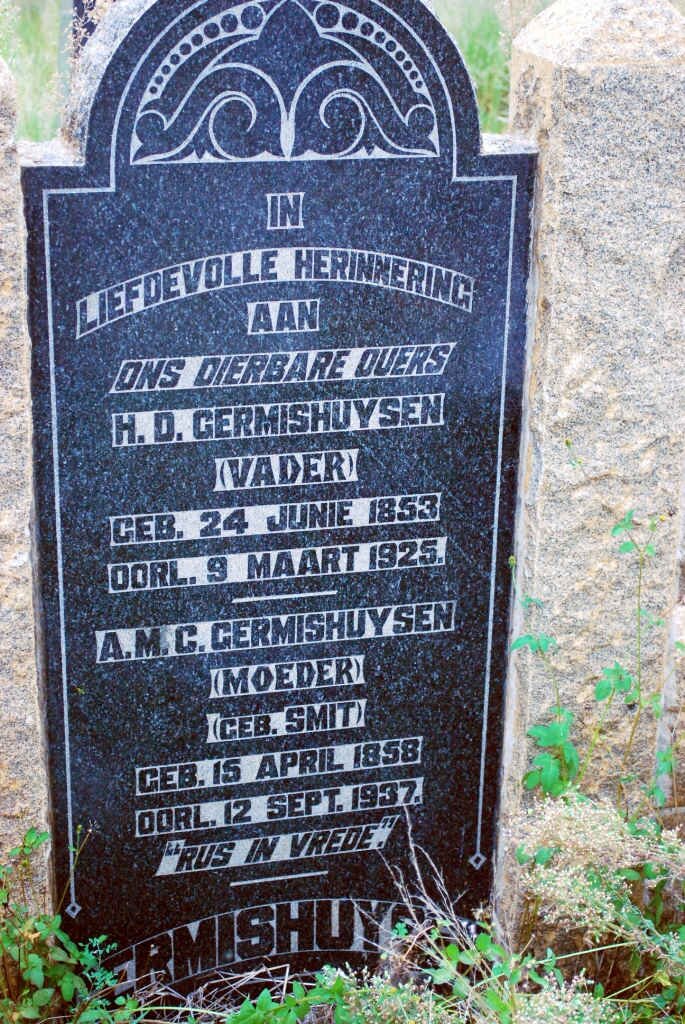 IN
LIEFDEVOLLE HERINNERING
AAN
ONS DIERBARE OUERS
H. D. GERMISHUYSEN
(VADER)
GEB. 24 JUNIE 1853
OORL. 9 MAART 1925.
A. M. C. GERMISHUYSEN
(MOEDER)
(GEB. SMIT)
GEB. 15 APRIL 1858
OORL. 12 SEPT. 1937.
"RUS IN VREDE."